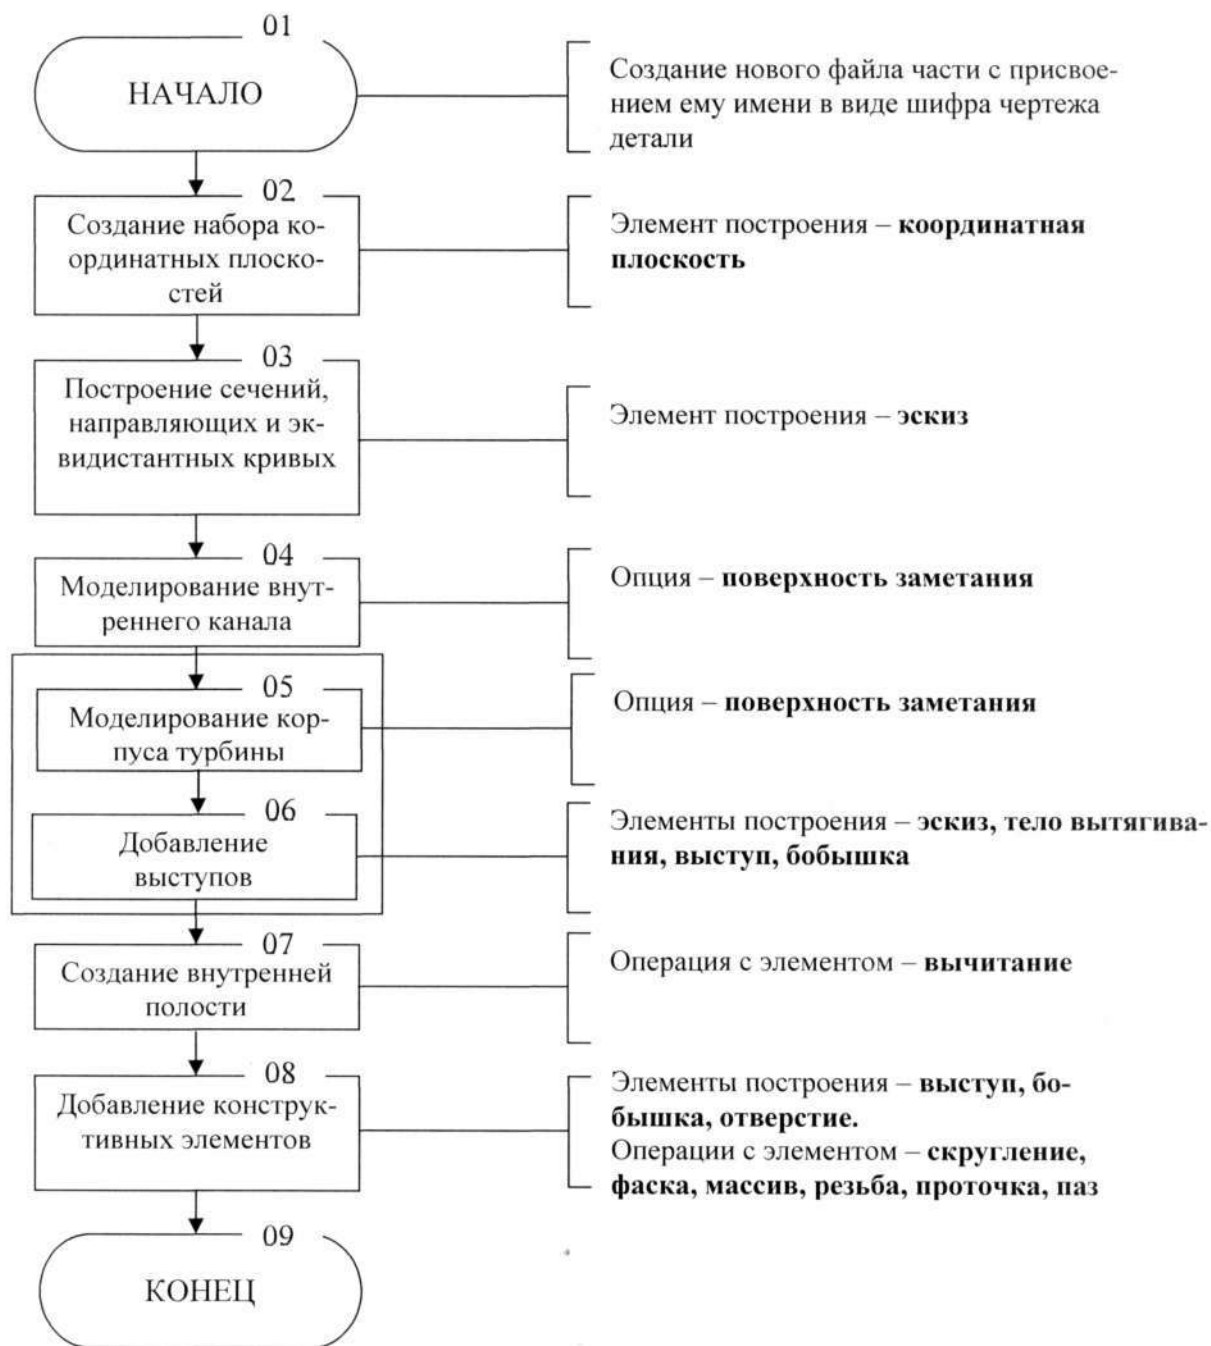 01
НАЧАЛО
Создание нового файла части с присвое-
нием ему имени в виде шифра чертежа
детали
02
Создание набора ко-
ординатных плоско-
стей
Элемент построения – координатная
плоскость
03
Построение сечений,
направляющих и эк-
видистантных кривых
Элемент построения – эскиз
04
Моделирование внут-
реннего канала
Опция – поверхность заметания
05
Моделирование кор-
пуса турбины
Опция – поверхность заметания
06
Добавление
выступов
Элементы построения – эскиз, тело вытягива-
ния, выступ, бобышка
07
Создание внутренней
полости
Операция с элементом – вычитание
08
Добавление конструк-
тивных элементов
Элементы построения – выступ, бо-
бышка, отверстие.
Операции с элементом – скругление,
фаска, массив, резьба, проточка, паз
09
КОНЕЦ